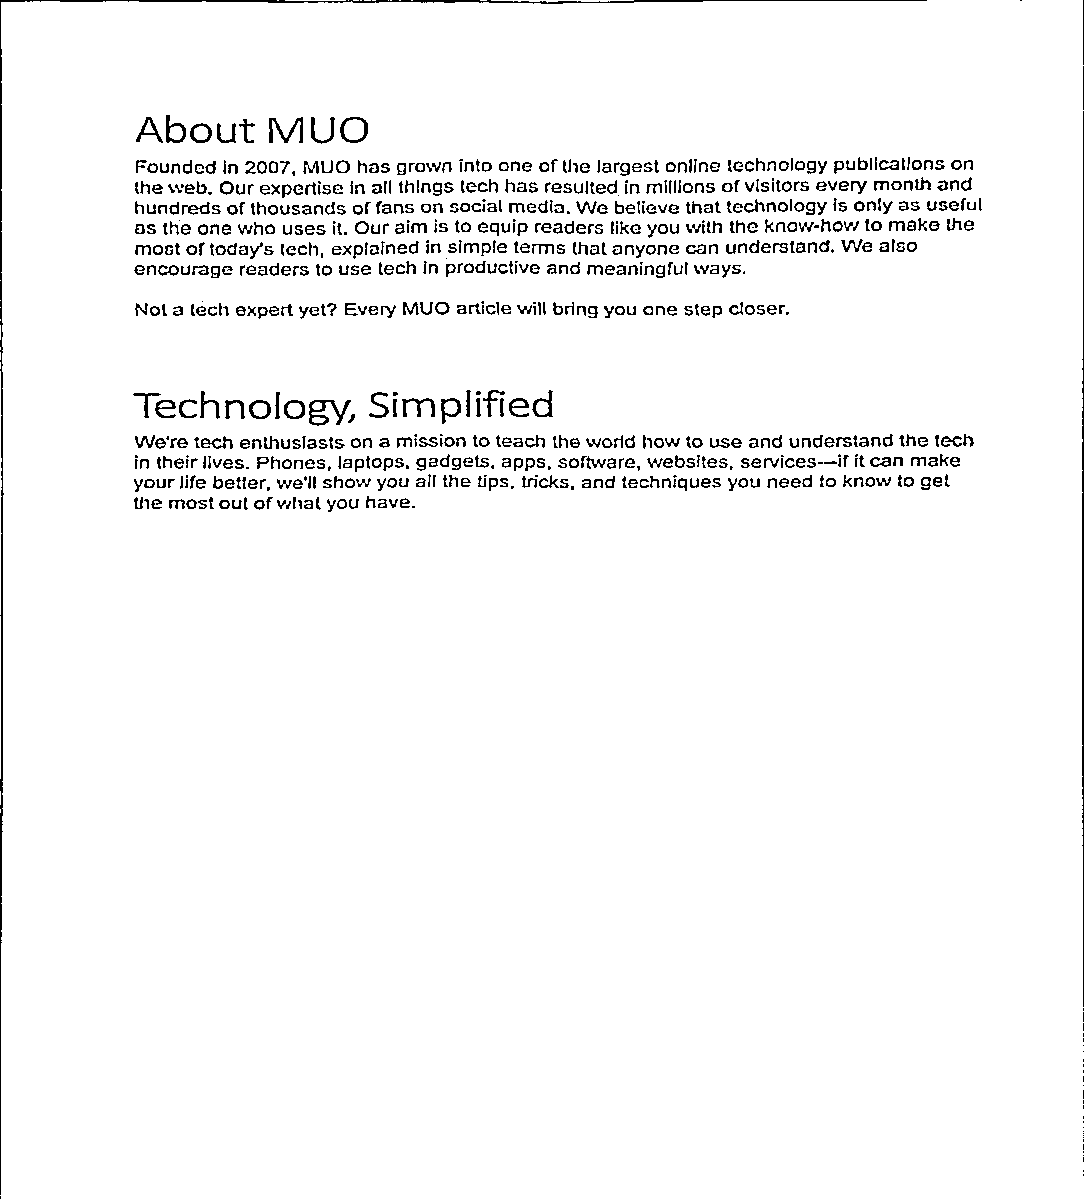 About MUO
Founded in 2007, MUO has grown into one of the largest online technology publications on
the web. Our expertise in all things tech has resulted in millions of visitors every month and
hundreds of thousands of fans on social media. We believe that technology is only as useful
as the one who uses it. Our aim is to equip readers like you with the know-how to make the
most of today's tech, explained in simple terms that anyone can understand. We also
encourage readers to use tech in productive and meaningful ways.
Not a tech expert yet? Every MUO article will bring you one step closer.
Technology, Simplified
We're tech enthusiasts on a mission to teach the world how to use and understand the tech
in their lives. Phones, laptops, gadgets, apps, software, websites, services—if it can make
your life better, we'll show you all the tips, tricks, and techniques you need to know to get
the most out of what you have.